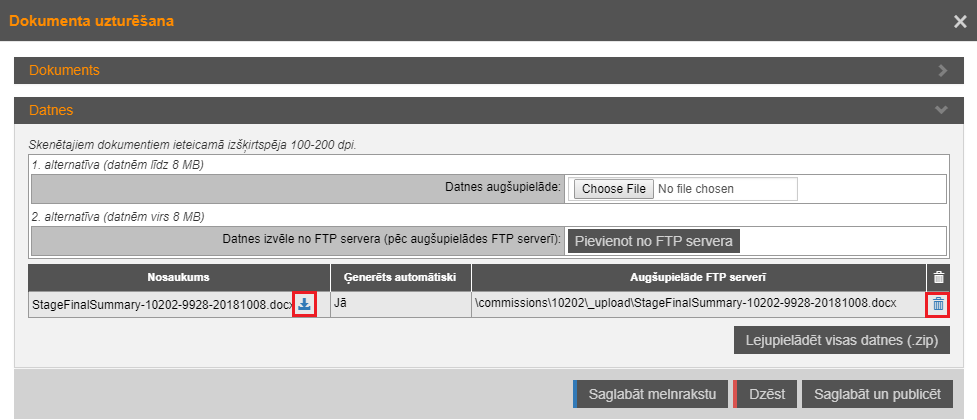 Dokumenta uzturēšana
Dokuments
Datnes
Skenētajiem dokumentiem ieteicamā izšķirtspēja 100-200 dpi.
1. alternatīva (datnēm līdz 8 MB)
Datnes augšupielāde: Choose File No file chosen
2. alternatīva (datnēm virs 8 MB)
Datnes izvēle no FTP servera (pēc augšupielādes FTP serverī): Pievienot no FTP servera
Nosaukums Ģenerēts automātiski Augšupielāde FTP serverī
StageFinalSummary-10202-9928-20181008.docx Jā \commissions\10202\_upload\StageFinalSummary-10202-9928-20181008.docx
Lejupielādēt visas datnes (.zip)
Saglabāt melnrakstu Dzēst Saglabāt un publicēt